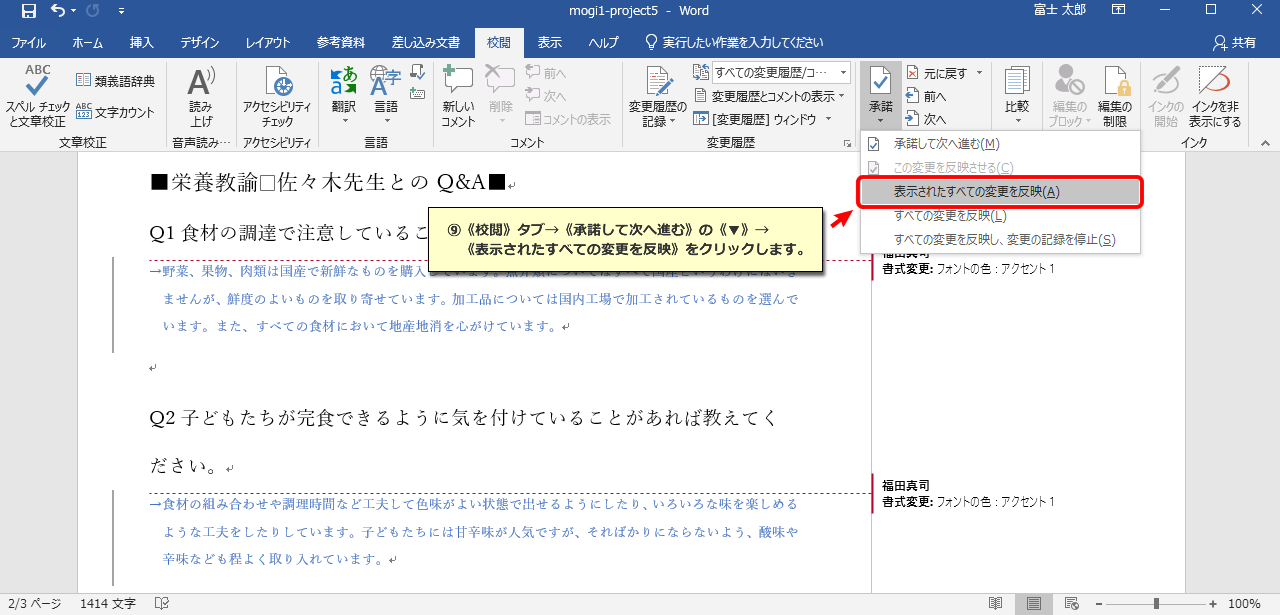 mogi1-project5 - Word
富士 太郎
ファイル ホーム 挿入 デザイン レイアウト 参考資料 差し込み文書 校閲 表示 ヘルプ 実行したい作業を入力してください 共有
ABC
スペル チェックと文章校正
類義語辞典
ABC
123
文字カウント
文章校正
A
読み上げ
音声読み…
アクセシビリティチェック
アクセシビリティ
あ
翻訳
A字
言語
言語
新しいコメント
削除
前へ
次へ
コメントの表示
コメント
変更履歴の記録
すべての変更履歴/コ…
変更履歴とコメントの表示
[変更履歴] ウィンドウ
変更履歴
承諾
元に戻す
前へ
次へ
比較
編集のブロック
編集の制限
インクの開始
インクを非表示にする
インク
承諾して次へ進む(M)
この変更を反映させる(C)
表示されたすべての変更を反映(A)
すべての変更を反映(L)
すべての変更を反映し、変更の記録を停止(S)
■栄養教諭□佐々木先生との Q&A■↵
Q1 食材の調達で注意しているこ
⑨《校閲》タブ→《承諾して次へ進む》の《▼》→
《表示されたすべての変更を反映》をクリックします。
福田真司
書式変更: フォントの色 : アクセント 1
→野菜、果物、肉類は国産で新鮮なものを購入しています。魚介類についてはすべて国産というわけにはいき
ませんが、鮮度のよいものを取り寄せています。加工品については国内工場で加工されているものを選んで
います。また、すべての食材において地産地消を心がけています。↵
↵
Q2 子どもたちが完食できるように気を付けていることがあれば教えてく
ださい。↵
福田真司
書式変更: フォントの色 : アクセント 1
→食材の組み合わせや調理時間など工夫して色味がよい状態で出せるようにしたり、いろいろな味を楽しめる
ような工夫をしたりしています。子どもたちには甘辛味が人気ですが、そればかりにならないよう、酸味や
辛味なども程よく取り入れています。↵
2/3 ページ 1414 文字 100%